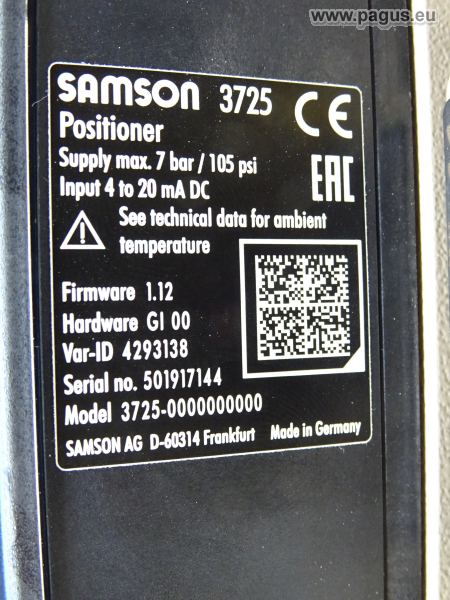 www.pagus.eu
SAMSON 3725 CE
Positioner
Supply max. 7 bar / 105 psi
Input 4 to 20 mA DC
EAC
See technical data for ambient
temperature
Firmware 1.12
Hardware GI 00
Var-ID 4293138
Serial no. 501917144
Model 3725-0000000000
SAMSON AG D-60314 Frankfurt Made in Germany